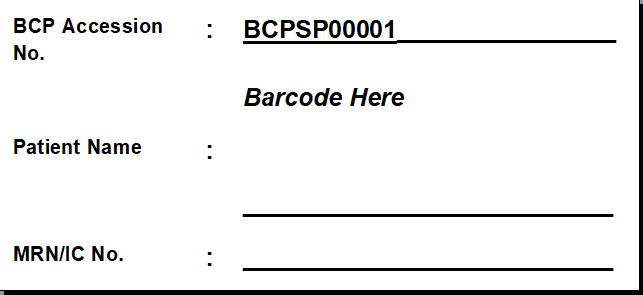 BCP Accession No. : BCPSP00001
Barcode Here
Patient Name :
MRN/IC No. :